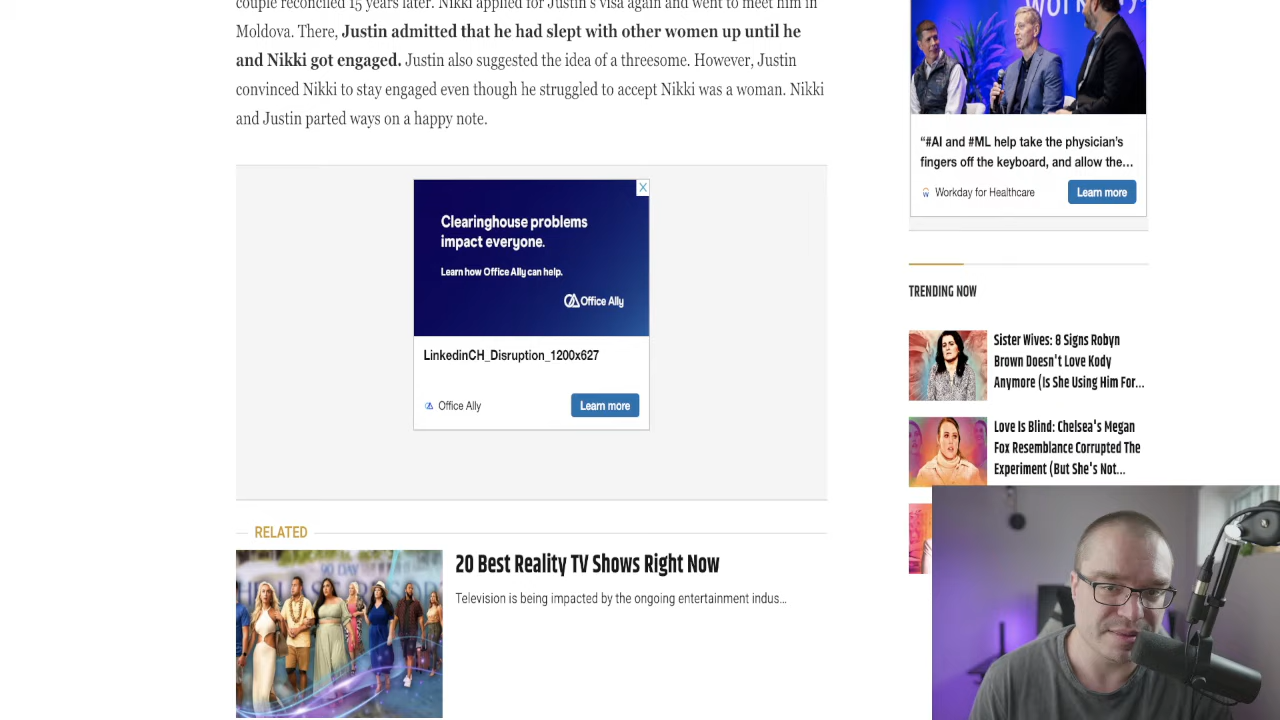 couple reconciled 15 years later. Nikki applied for Justin's visa again and went to meet him in
Moldova. There, Justin admitted that he had slept with other women up until he
and Nikki got engaged. Justin also suggested the idea of a threesome. However, Justin
convinced Nikki to stay engaged even though he struggled to accept Nikki was a woman. Nikki
and Justin parted ways on a happy note.
X
Clearinghouse problems
impact everyone.
Learn how Office Ally can help.
Office Ally
LinkedinCH_Disruption_1200x627
Office Ally
Learn more
RELATED
20 Best Reality TV Shows Right Now
Television is being impacted by the ongoing entertainment indus...
"#AI and #ML help take the physician's
fingers off the keyboard, and allow the...
Workday for Healthcare
Learn more
TRENDING NOW
Sister Wives: 8 Signs Robyn
Brown Doesn't Love Kody
Anymore (Is She Using Him For...
Love Is Blind: Chelsea's Megan
Fox Resemblance Corrupted The
Experiment (But She's Not...